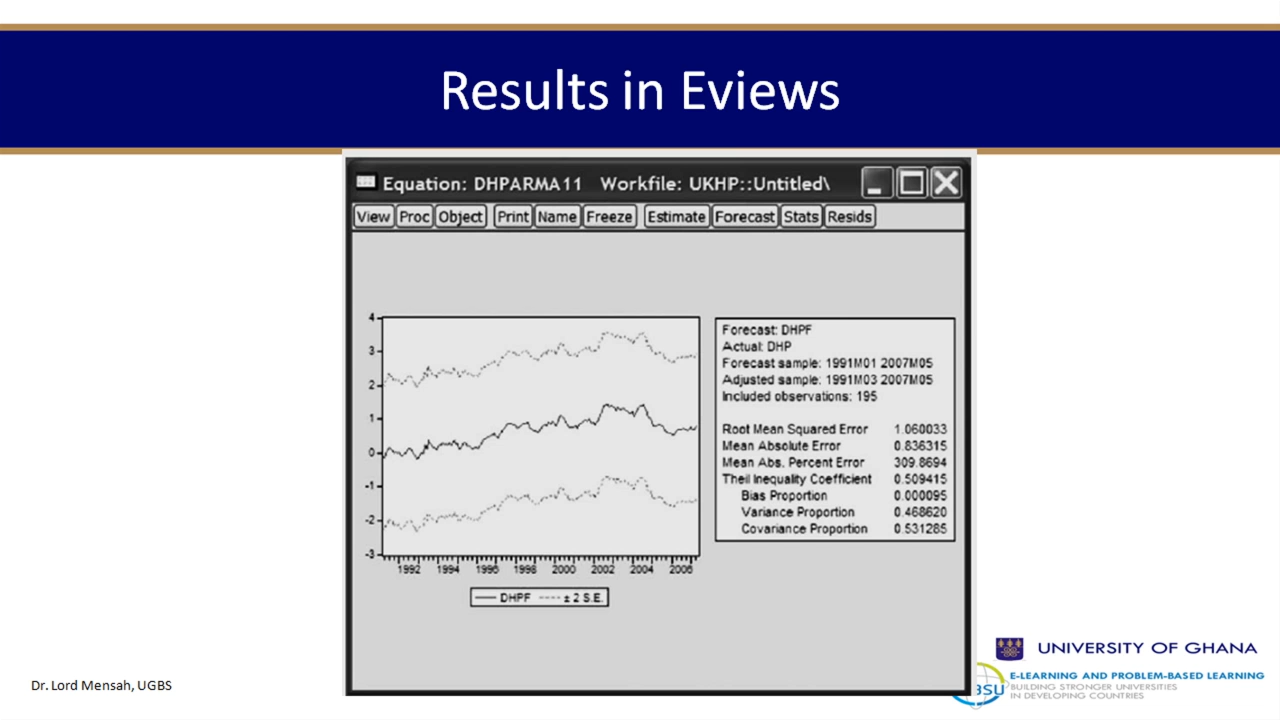 Results in Eviews
Equation: DHPARMA11 Workfile: UKHP::Untitled\
View Proc Object Print Name Freeze Estimate Forecast Stats Resids
4
3
2
1
0
-1
-2
-3
1992 1994 1996 1998 2000 2002 2004 2006
DHPF ± 2 S.E.
Forecast: DHPF
Actual: DHP
Forecast sample: 1991M01 2007M05
Adjusted sample: 1991M03 2007M05
Included observations: 195
Root Mean Squared Error 1.060033
Mean Absolute Error 0.836315
Mean Abs. Percent Error 309.8694
Theil Inequality Coefficient 0.509415
Bias Proportion 0.000095
Variance Proportion 0.468620
Covariance Proportion 0.531285
Dr. Lord Mensah, UGBS
UNIVERSITY OF GHANA
BSU
E-LEARNING AND PROBLEM-BASED LEARNING
BUILDING STRONGER UNIVERSITIES
IN DEVELOPING COUNTRIES